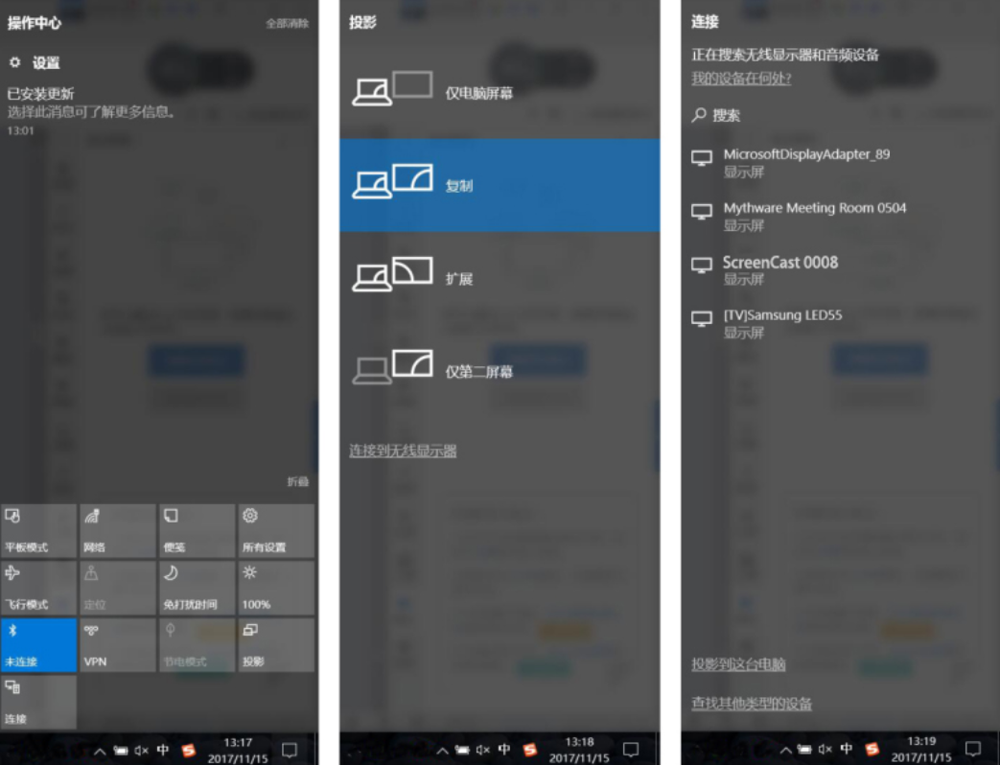 操作中心
全部清除
设置
已安装更新
选择此消息可了解更多信息。
13:01
折叠
平板模式
网络
便笺
所有设置
飞行模式
定位
免打扰时间
100%
未连接
VPN
节电模式
投影
连接
中
13:17
2017/11/15
投影
仅电脑屏幕
复制
扩展
仅第二屏幕
连接到无线显示器
中
13:18
2017/11/15
连接
正在搜索无线显示器和音频设备
我的设备在何处?
搜索
MicrosoftDisplayAdapter_89
显示屏
Mythware Meeting Room 0504
显示屏
ScreenCast 0008
显示屏
[TV]Samsung LED55
显示屏
投影到这台电脑
查找其他类型的设备
中
13:19
2017/11/15